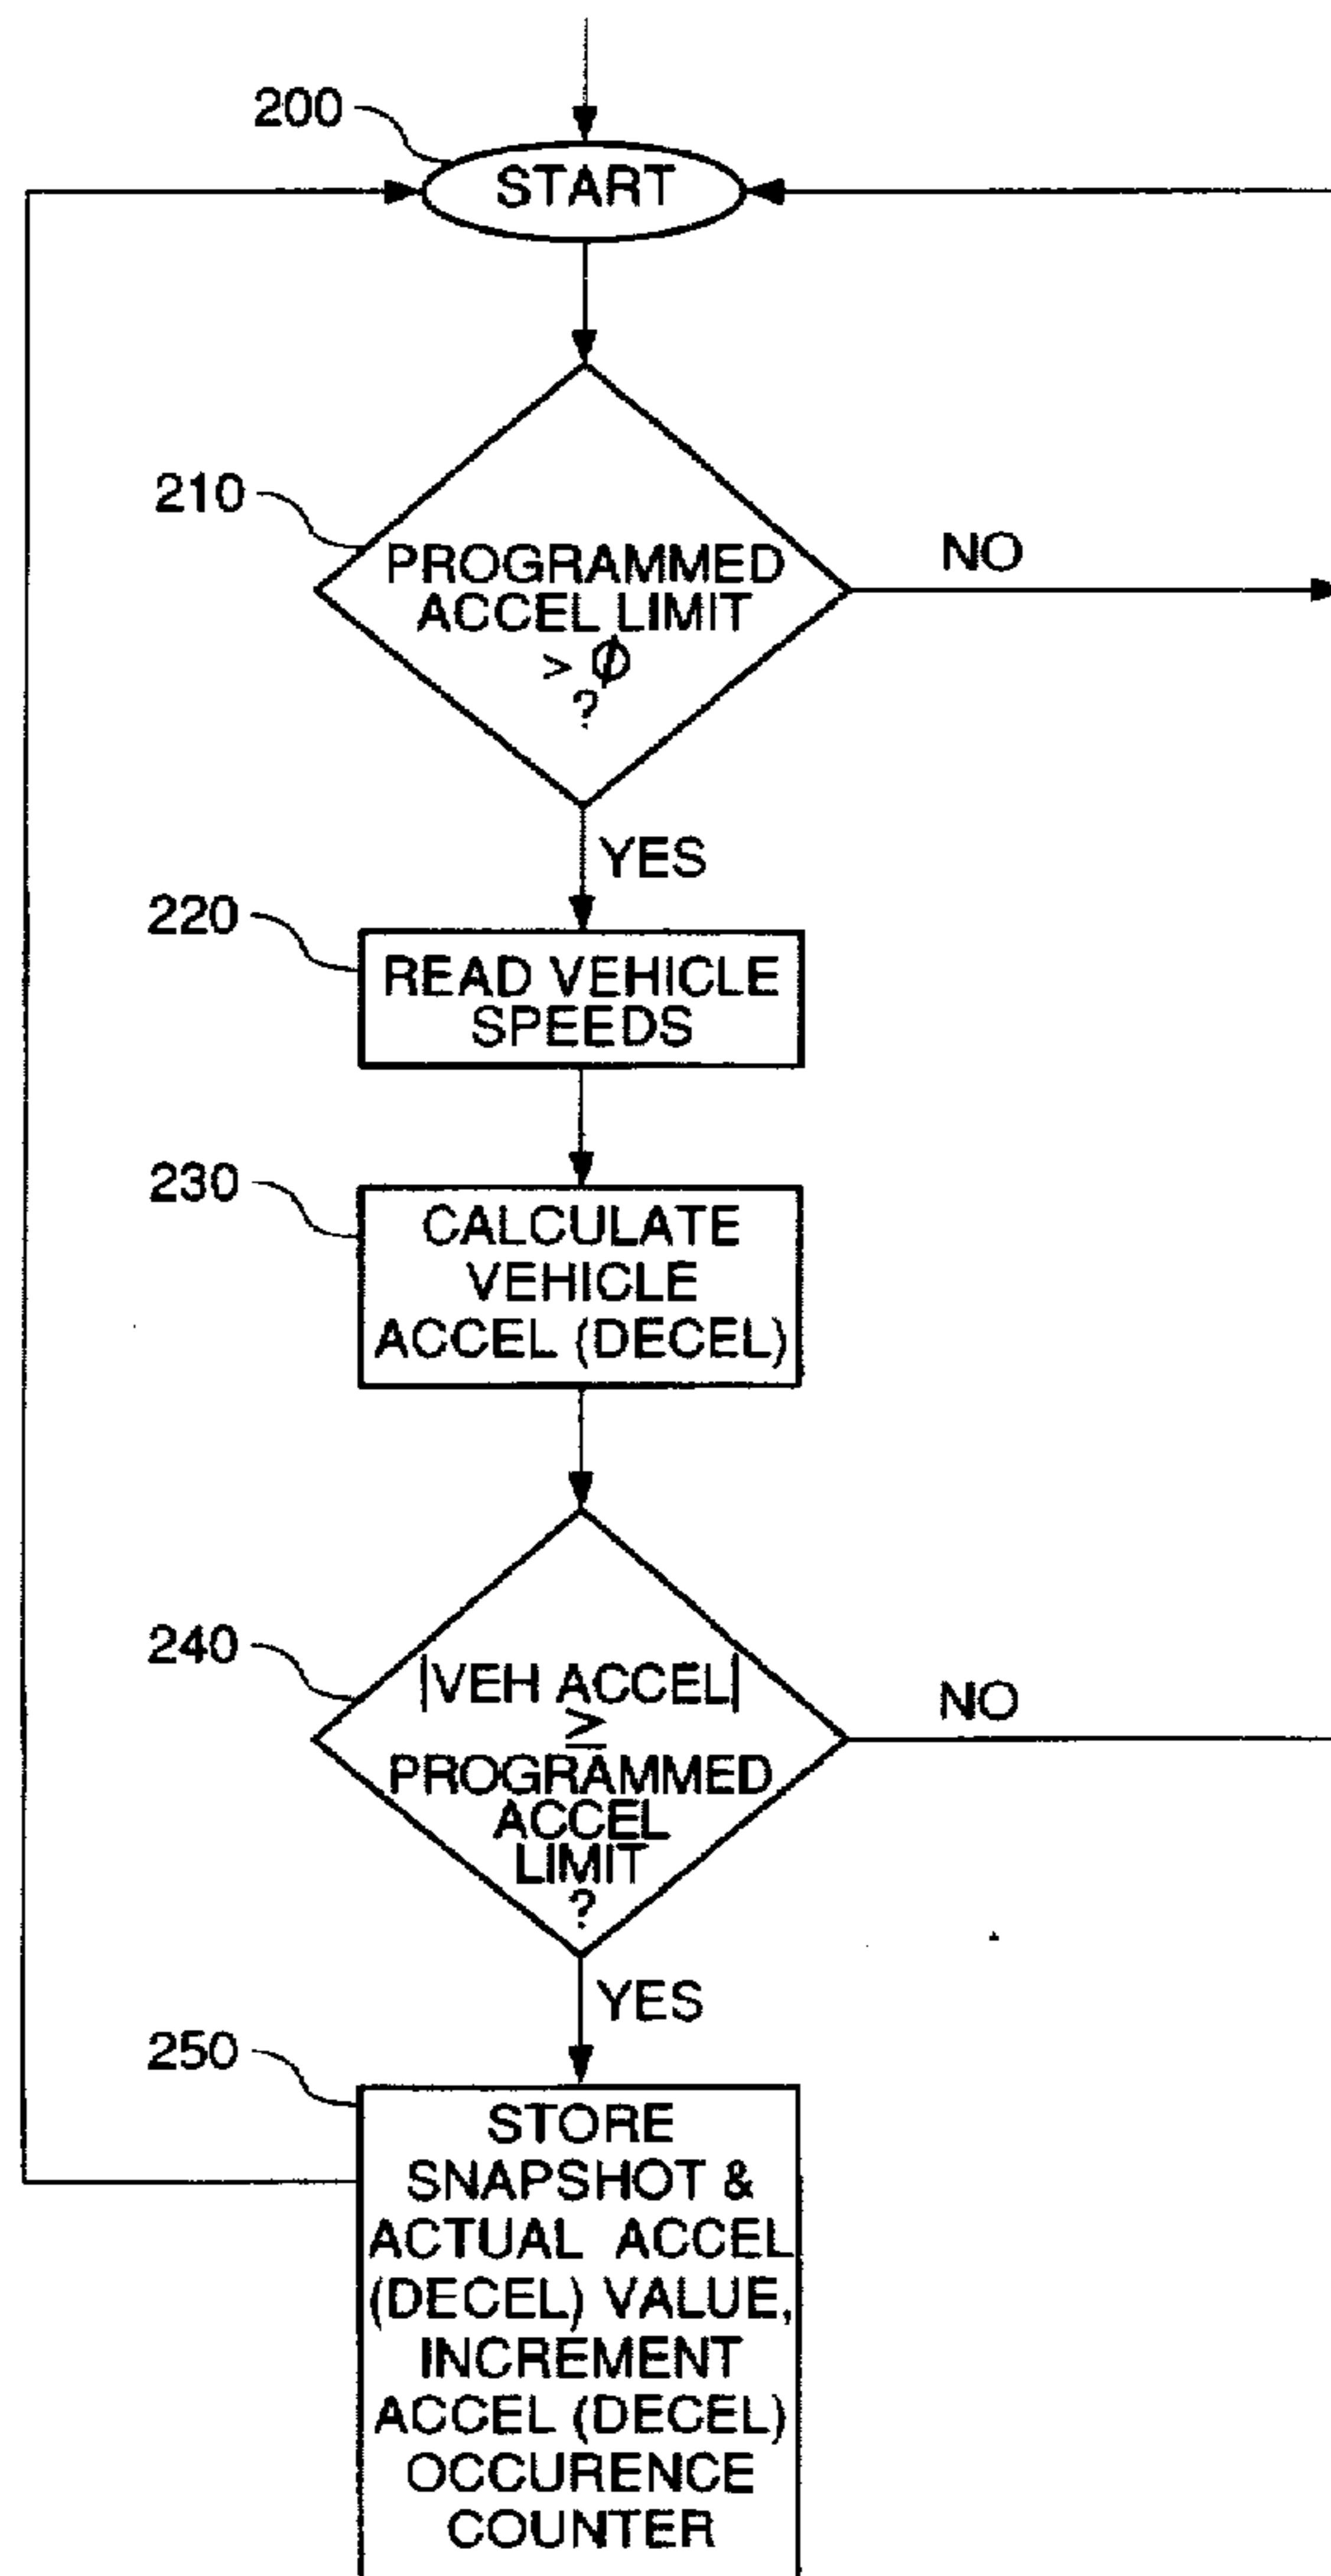 200
START
210
PROGRAMMED
ACCEL LIMIT
> ϕ
?
NO
YES
220
READ VEHICLE
SPEEDS
230
CALCULATE
VEHICLE
ACCEL (DECEL)
240
|VEH ACCEL|
≥
PROGRAMMED
ACCEL
LIMIT
?
NO
YES
250
STORE
SNAPSHOT &
ACTUAL ACCEL
(DECEL) VALUE,
INCREMENT
ACCEL (DECEL)
OCCURENCE
COUNTER